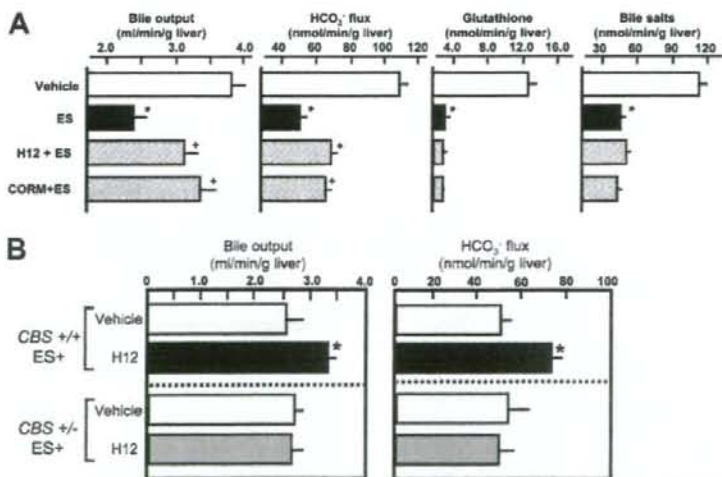 A
Bile output HCO3- flux Glutathione Bile salts
(ml/min/g liver) (nmol/min/g liver) (nmol/min/g liver) (nmol/min/g liver)
2.0 3.0 4.0 40 60 80 100 120 4.0 8.0 12.0 16.0 30 60 90 120
Vehicle
ES * * * *
H12 + ES + +
CORM+ES + +
B
Bile output HCO3- flux
(ml/min/g liver) (nmol/min/g liver)
0 1.0 2.0 3.0 4.0 0 20 40 60 80 100
Vehicle
CBS +/+
ES+
H12 * *
Vehicle
CBS +/-
ES+
H12